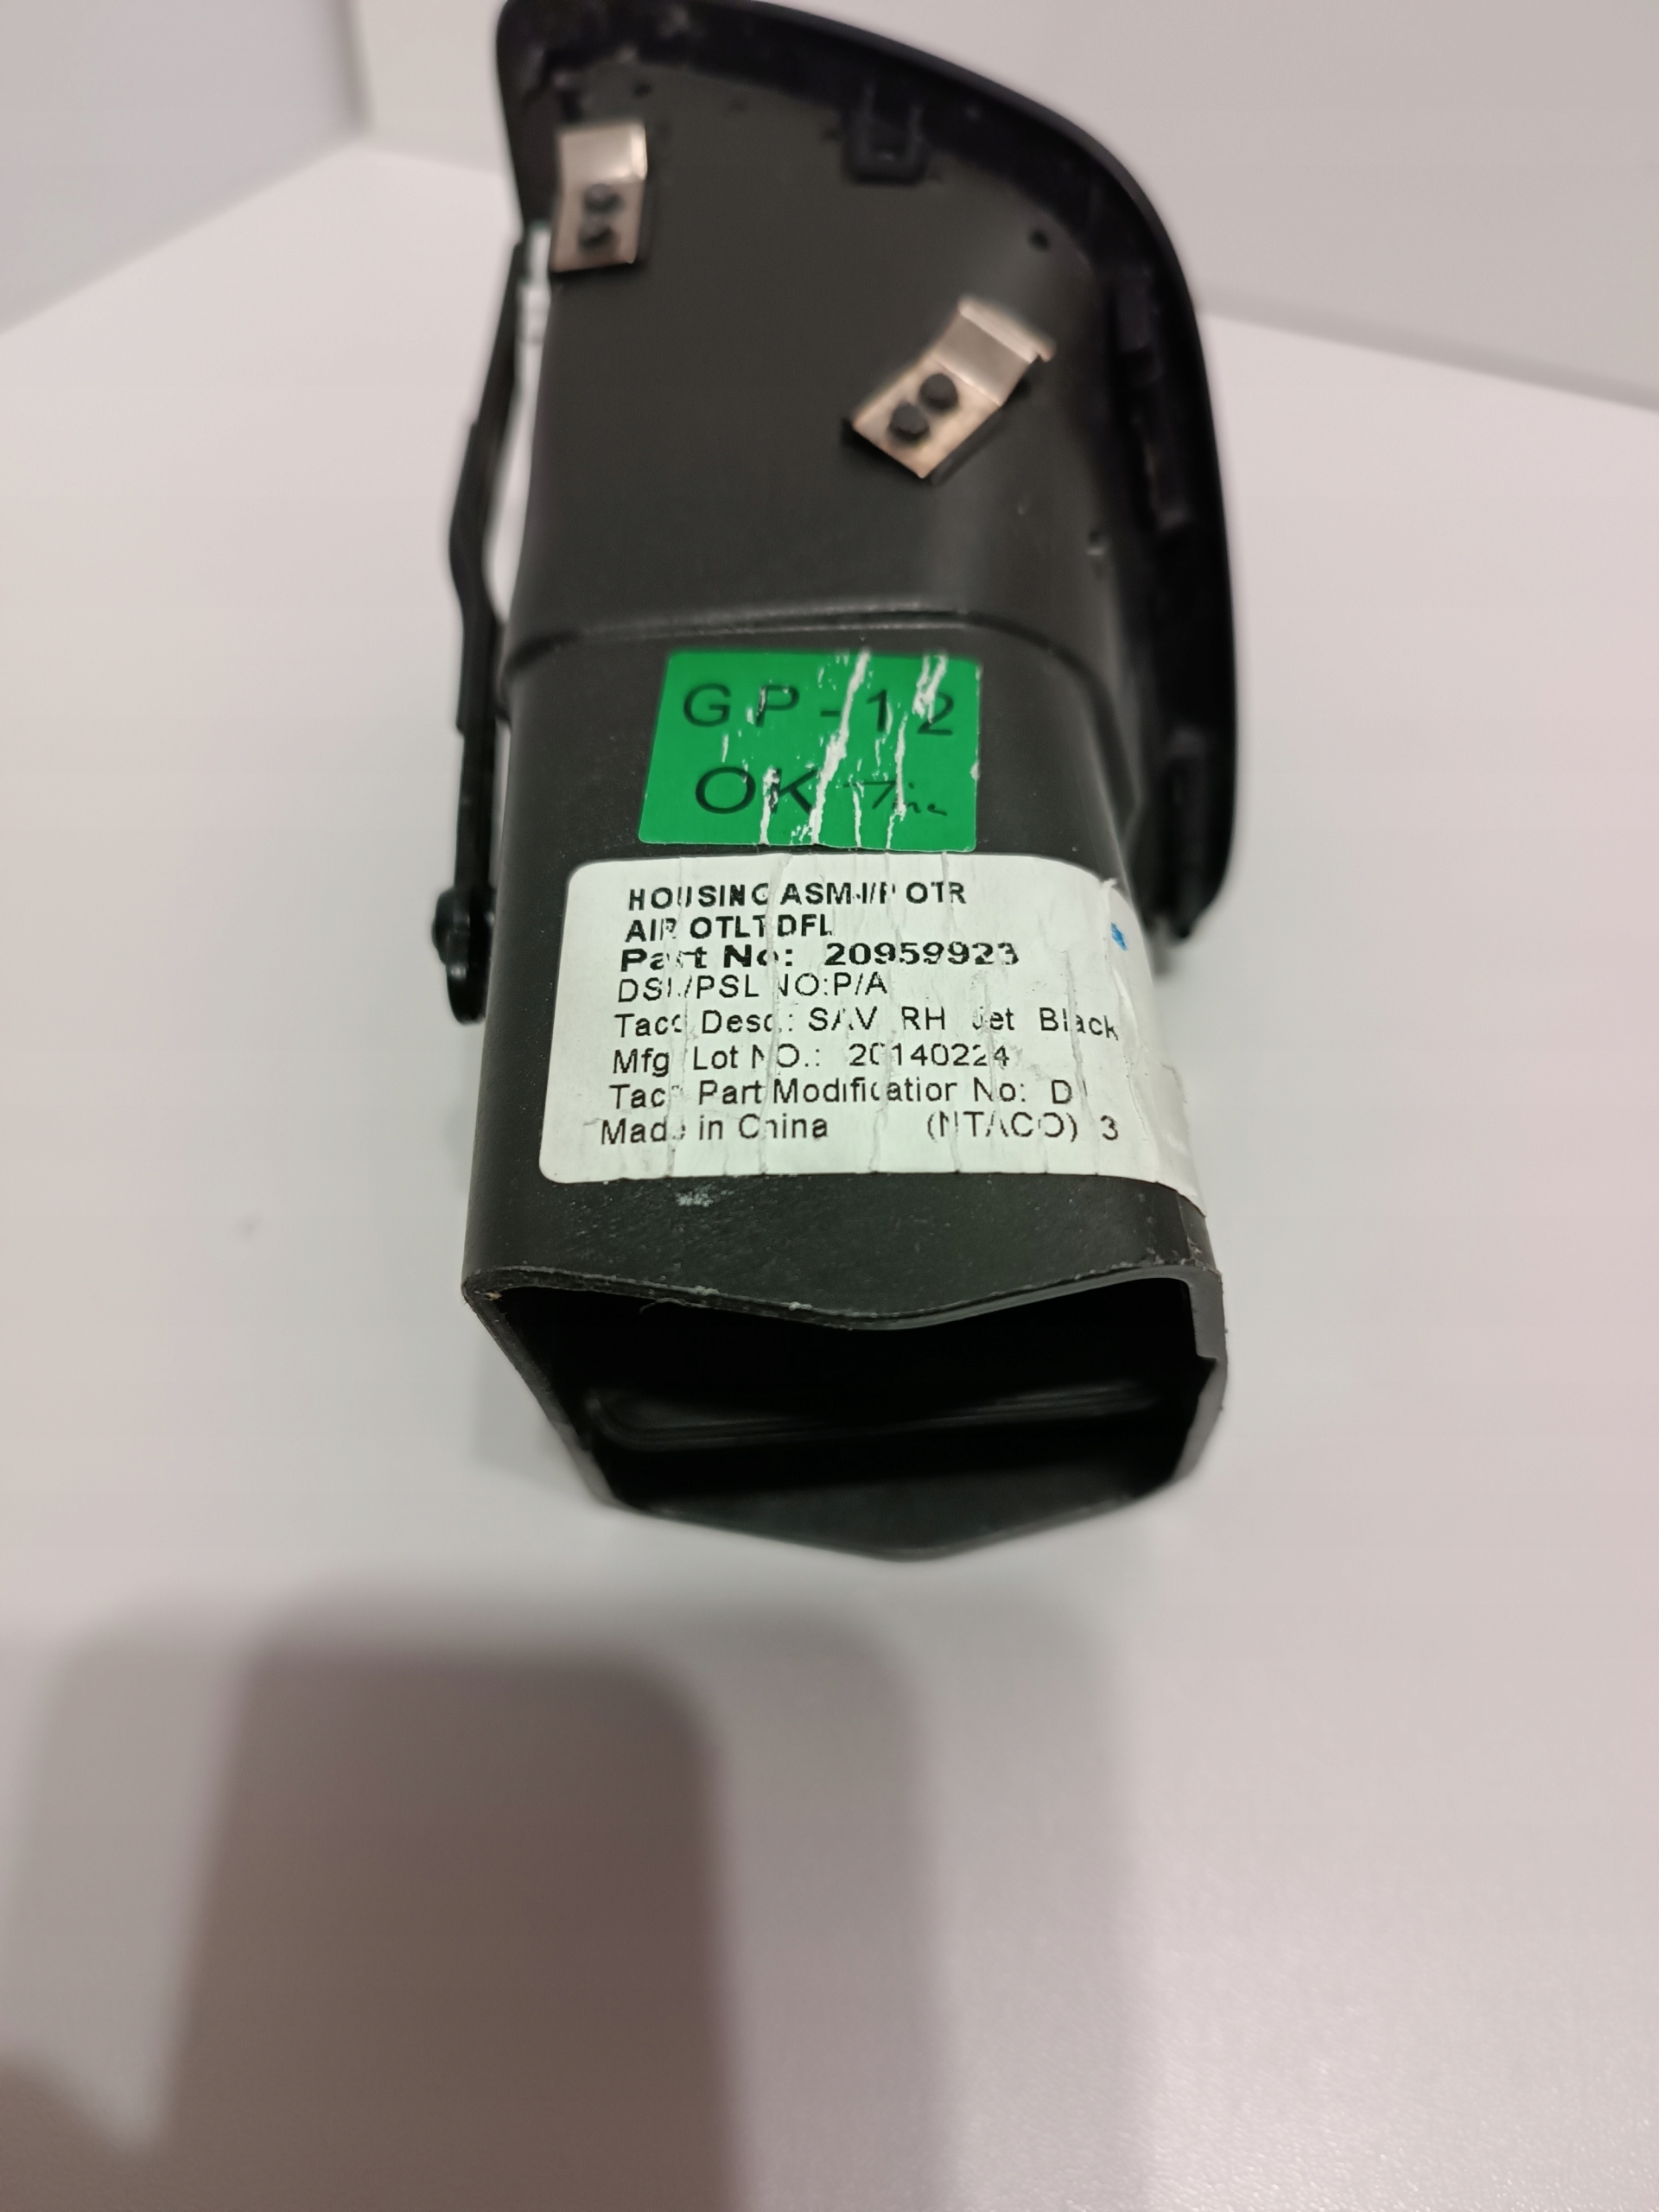 GP-12
OK
HOUSING ASM-I/P OTR
AIR OTLT DFL
Part No: 20959923
DSL/PSL NO:P/A
Taco Desc.: SAV RH Jet Black
Mfg Lot NO.: 20140224
Taco Part Modification No: D
Made in China (NTACO) 3